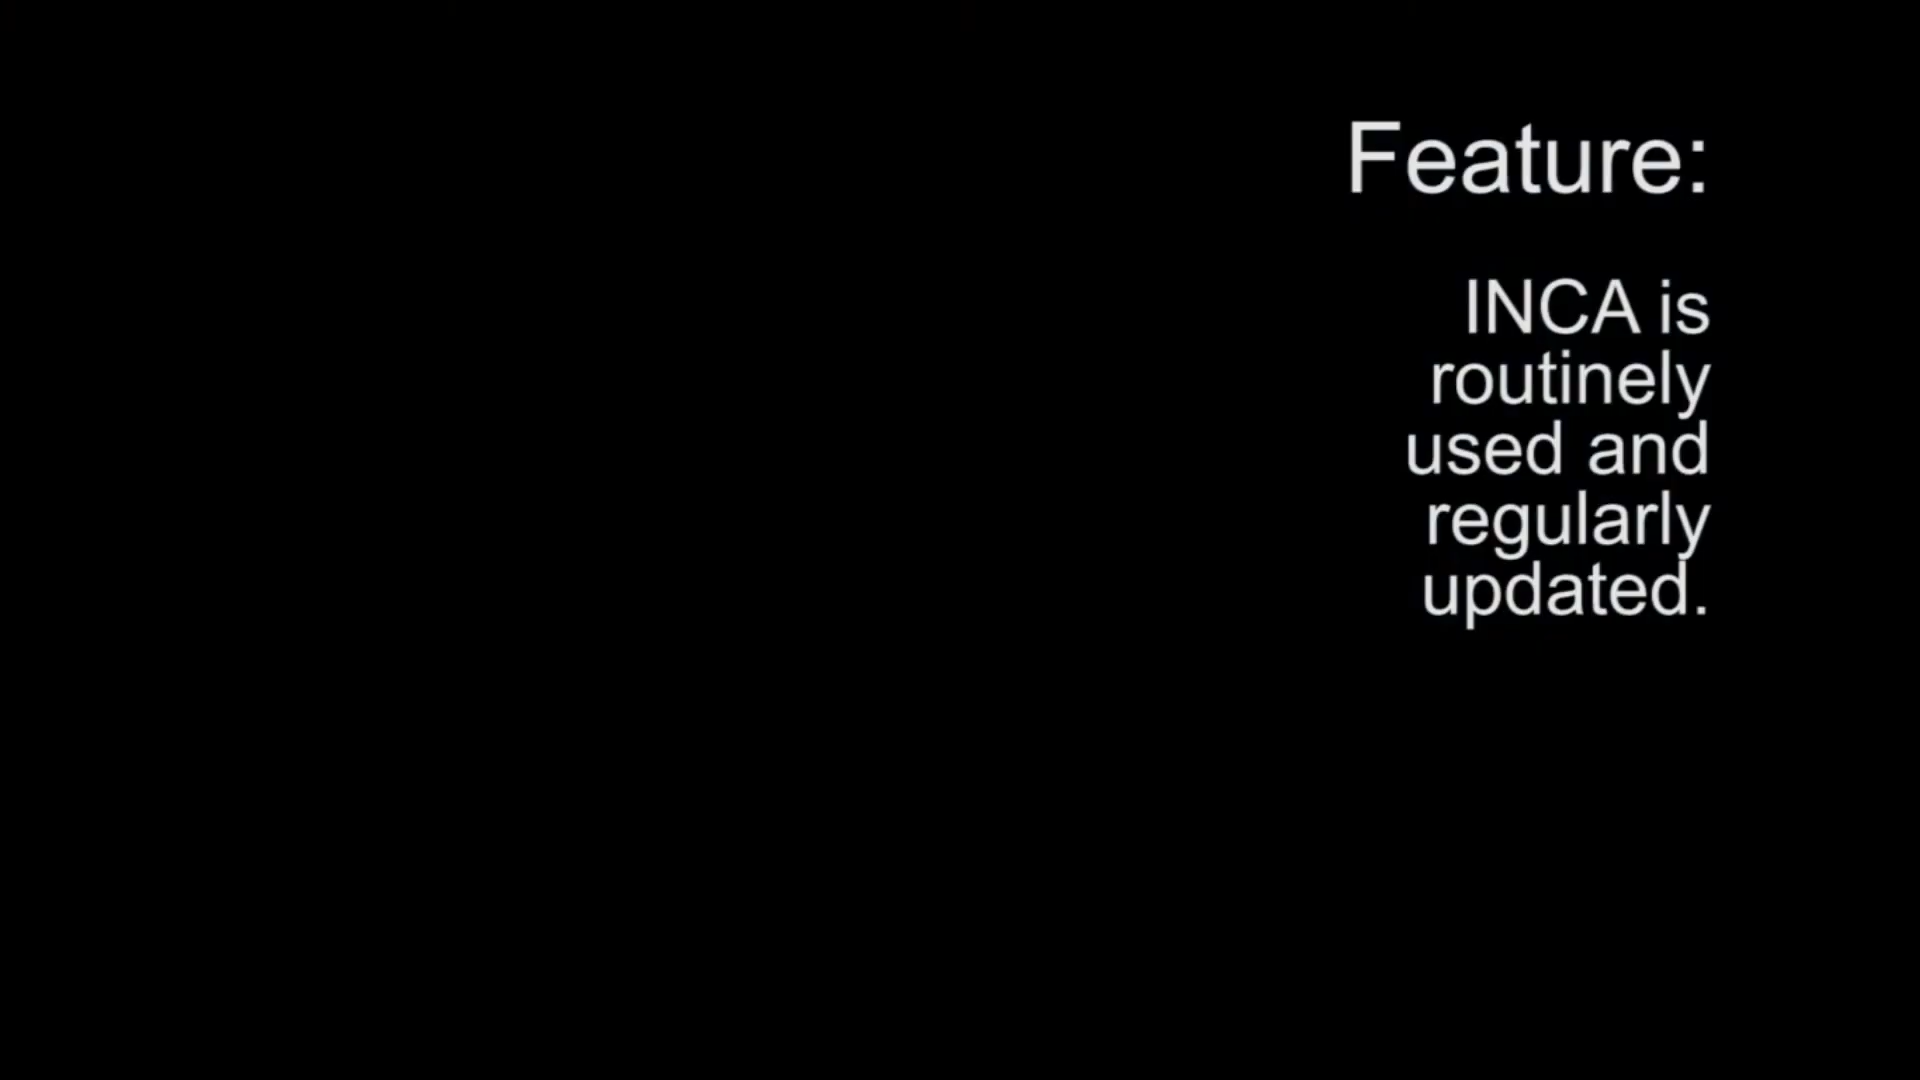 Feature:
INCA is
routinely
used and
regularly
updated.